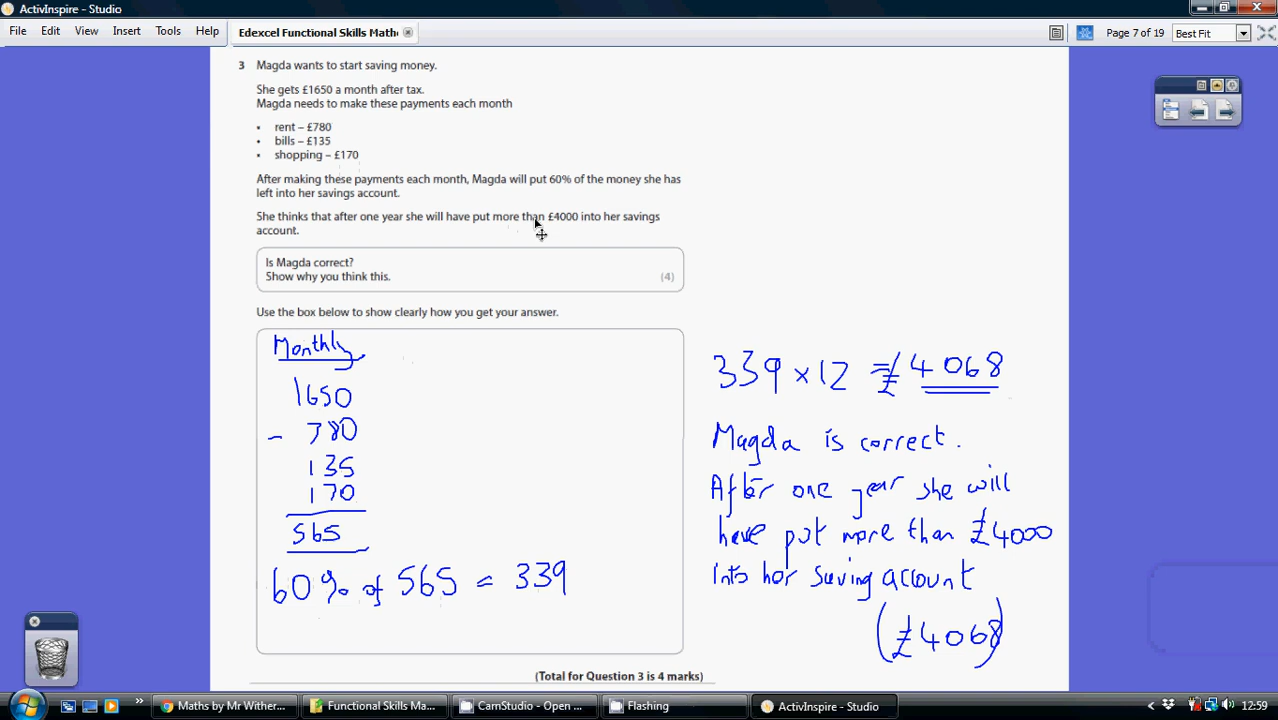 ActivInspire - Studio
File Edit View Insert Tools Help Edexcel Functional Skills Mathe Page 7 of 19 Best Fit
3 Magda wants to start saving money.
She gets £1650 a month after tax.
Magda needs to make these payments each month
• rent – £780
• bills – £135
• shopping – £170
After making these payments each month, Magda will put 60% of the money she has
left into her savings account.
She thinks that after one year she will have put more than £4000 into her savings
account.
Is Magda correct?
Show why you think this. (4)
Use the box below to show clearly how you get your answer.
Monthly
1650
- 780
135
170
565
60% of 565 = 339
339 × 12 = £4068
Magda is correct.
After one year she will
have put more than £4000
into her saving account
(£4068)
(Total for Question 3 is 4 marks)
Maths by Mr Wither... Functional Skills Ma... CamStudio - Open ... Flashing ActivInspire - Studio 12:59